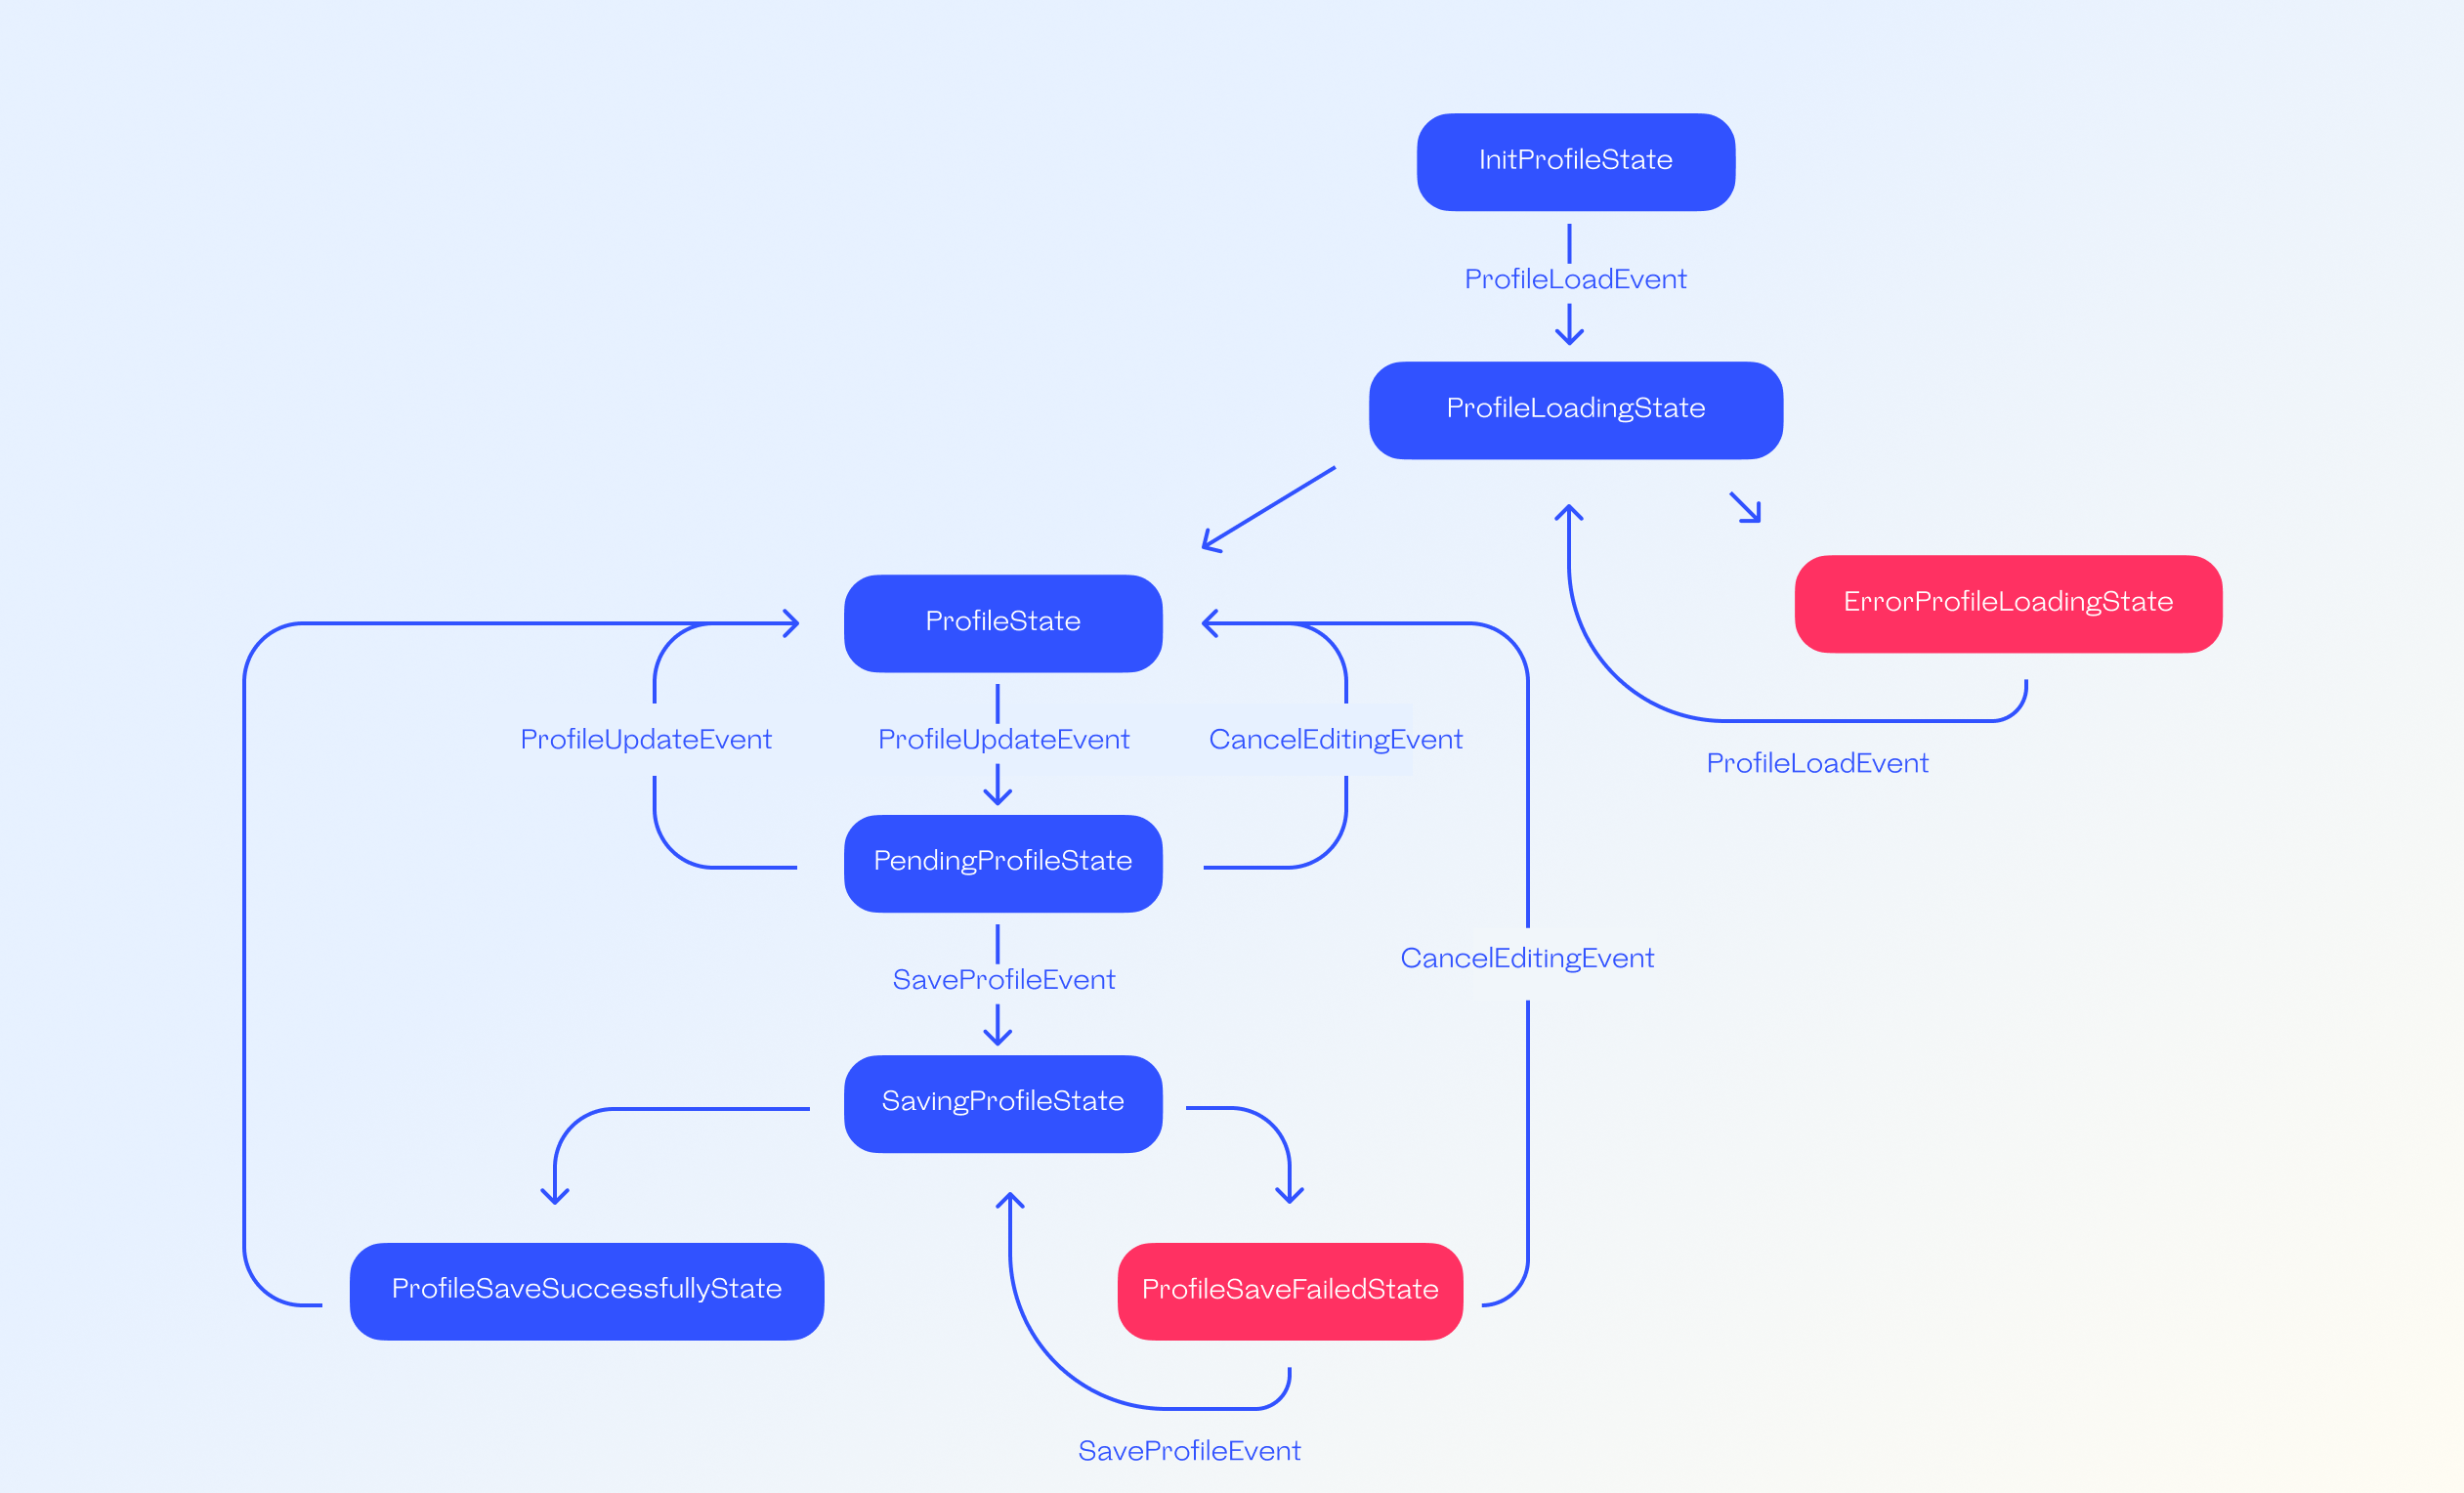 InitProfileState
ProfileLoadEvent
ProfileLoadingState
ErrorProfileLoadingState
ProfileState
ProfileUpdateEvent
ProfileUpdateEvent
CancelEditingEvent
ProfileLoadEvent
PendingProfileState
CancelEditingEvent
SaveProfileEvent
SavingProfileState
ProfileSaveSuccessfullyState
ProfileSaveFailedState
SaveProfileEvent